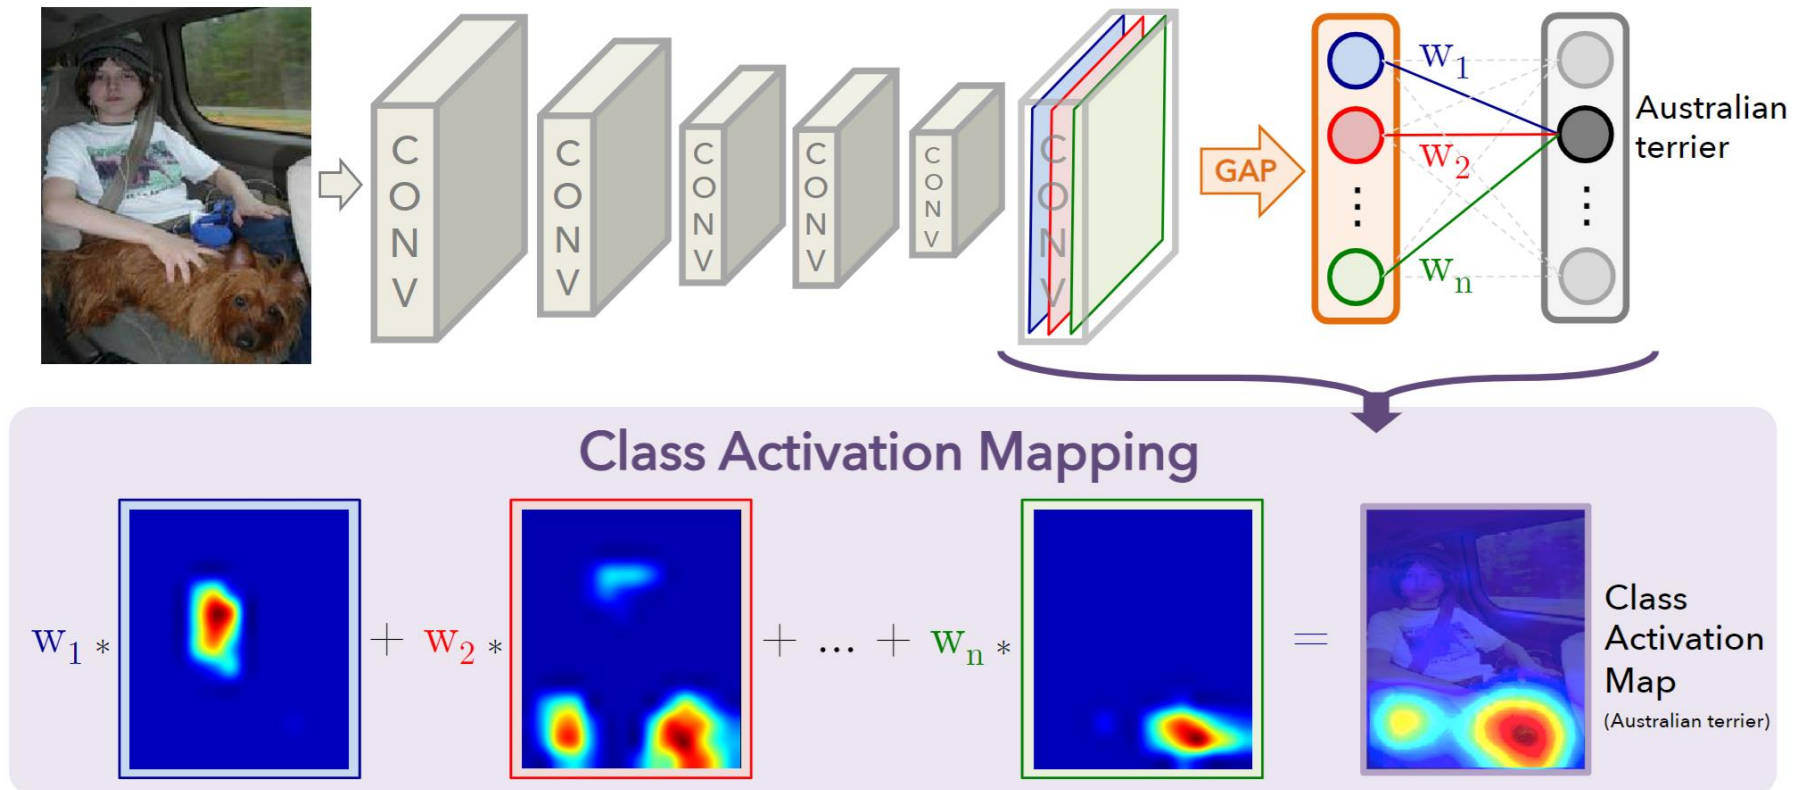 CONV
CONV
CONV
CONV
CONV
CONV
GAP
w1
w2
⋮
wn
⋮
Australian
terrier
Class Activation Mapping
w1 * + w2 * + ... + wn * =
Class
Activation
Map
(Australian terrier)